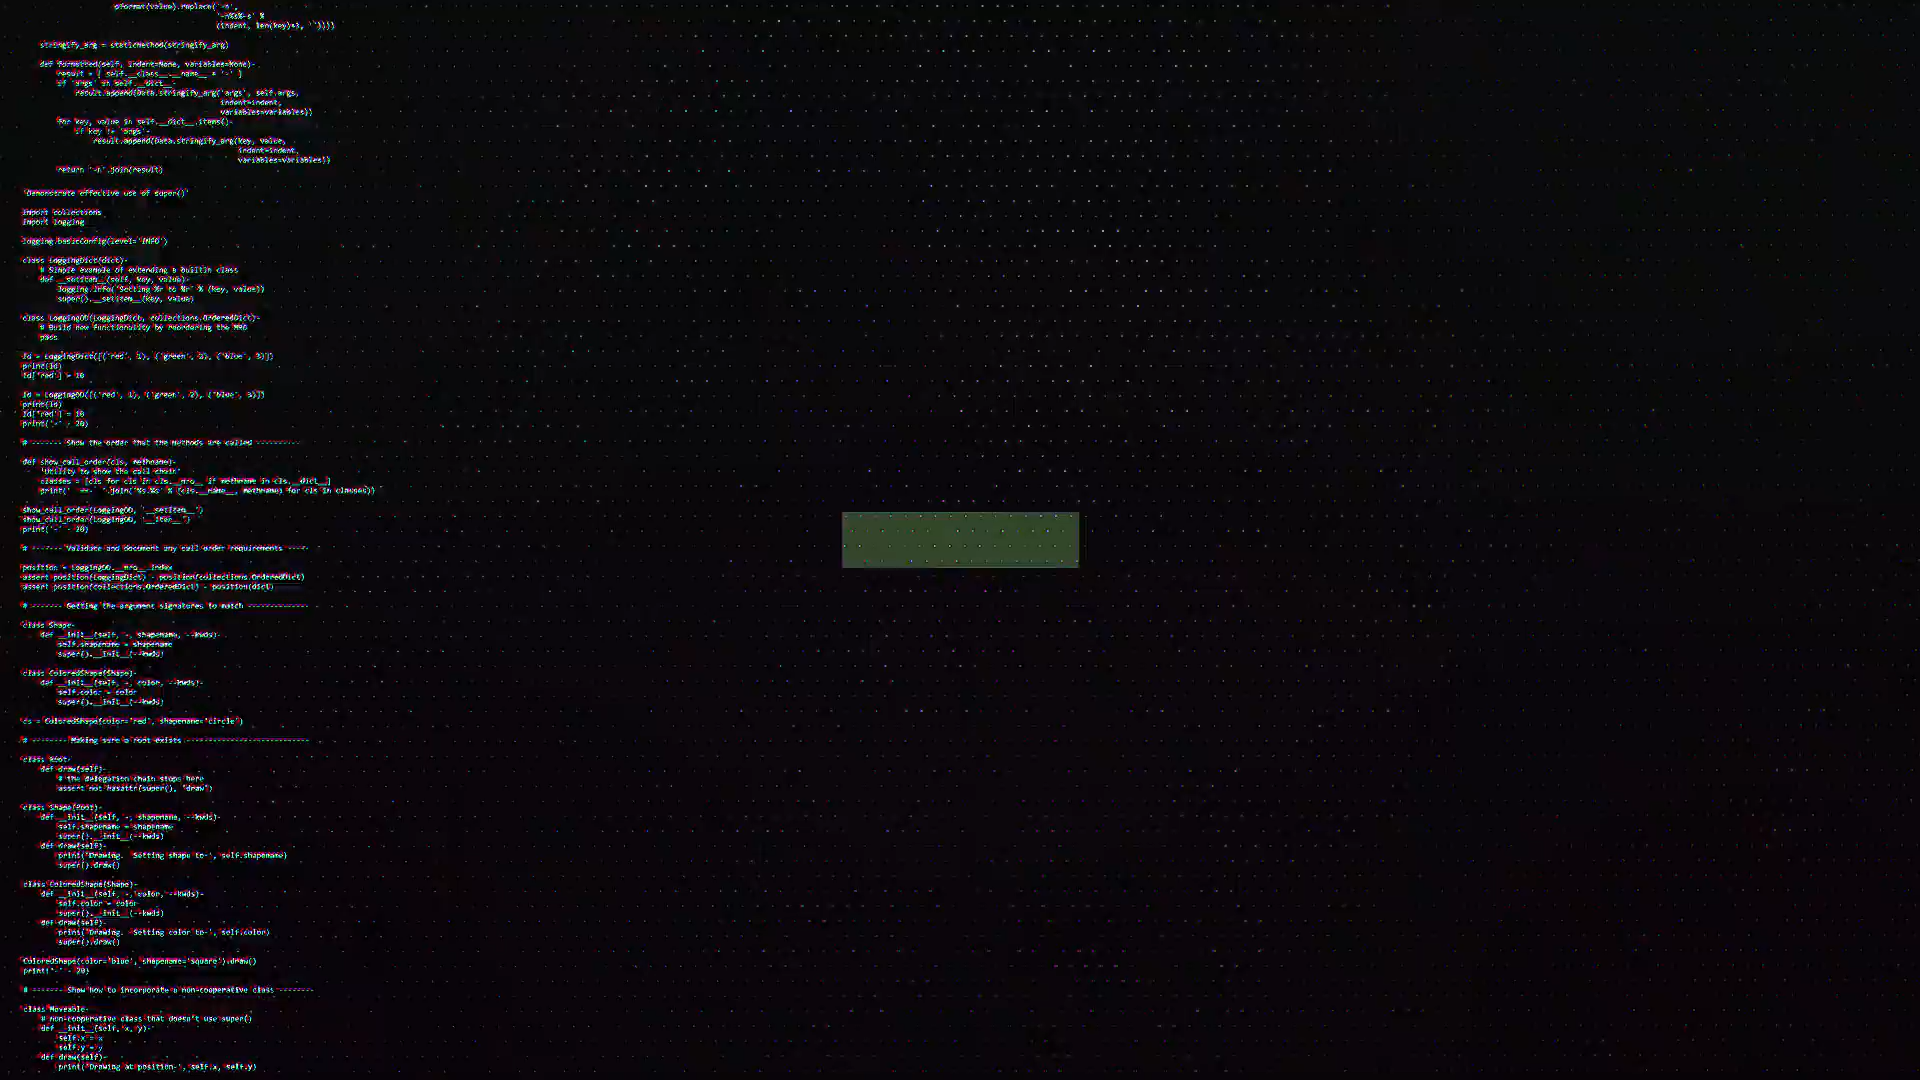 pformat(value).replace('-n',
'-n%s%-s' %
(indent, len(key)+3, ''))))
stringify_arg = staticmethod(stringify_arg)
def formatted(self, indent=None, variables=None)-
result = [ self.__class__.__name__ + '-' ]
if 'args' in self.__dict__-
result.append(Data.stringify_arg('args', self.args,
indent=indent,
variables=variables))
for key, value in self.__dict__.items()-
if key != 'args'-
result.append(Data.stringify_arg(key, value,
indent=indent,
variables=variables))
return '-n'.join(result)
'Demonstrate effective use of super()'
import collections
import logging
logging.basicConfig(level='INFO')
class LoggingDict(dict)-
# Simple example of extending a builtin class
def __setitem__(self, key, value)-
logging.info('Setting %r to %r' % (key, value))
super().__setitem__(key, value)
class LoggingOD(LoggingDict, collections.OrderedDict)-
# Build new functionality by reordering the MRO
pass
ld = LoggingDict([('red', 1), ('green', 2), ('blue', 3)])
print(ld)
ld['red'] = 10
ld = LoggingOD([('red', 1), ('green', 2), ('blue', 3)])
print(ld)
ld['red'] = 10
print('-' - 20)
# ------- Show the order that the methods are called ----------
def show_call_order(cls, methname)-
'Utility to show the call chain'
classes = [cls for cls in cls.__mro__ if methname in cls.__dict__]
print(' ==- '.join('%s.%s' % (cls.__name__, methname) for cls in classes))
show_call_order(LoggingOD, '__setitem__')
show_call_order(LoggingOD, '__iter__')
print('-' - 20)
# ------- Validate and document any call order requirements -----
position = LoggingOD.__mro__.index
assert position(LoggingDict) - position(collections.OrderedDict)
assert position(collections.OrderedDict) - position(dict)
# ------- Getting the argument signatures to match --------------
class Shape-
def __init__(self, -, shapename, --kwds)-
self.shapename = shapename
super().__init__(--kwds)
class ColoredShape(Shape)-
def __init__(self, -, color, --kwds)-
self.color = color
super().__init__(--kwds)
cs = ColoredShape(color='red', shapename='circle')
# -------- Making sure a root exists ----------------------------
class Root-
def draw(self)-
# the delegation chain stops here
assert not hasattr(super(), 'draw')
class Shape(Root)-
def __init__(self, -, shapename, --kwds)-
self.shapename = shapename
super().__init__(--kwds)
def draw(self)-
print('Drawing. Setting shape to-', self.shapename)
super().draw()
class ColoredShape(Shape)-
def __init__(self, -, color, --kwds)-
self.color = color
super().__init__(--kwds)
def draw(self)-
print('Drawing. Setting color to-', self.color)
super().draw()
ColoredShape(color='blue', shapename='square').draw()
print('-' - 20)
# ------- Show how to incorporate a non-cooperative class --------
class Moveable-
# non-cooperative class that doesn't use super()
def __init__(self, x, y)-
self.x = x
self.y = y
def draw(self)-
print('Drawing at position-', self.x, self.y)